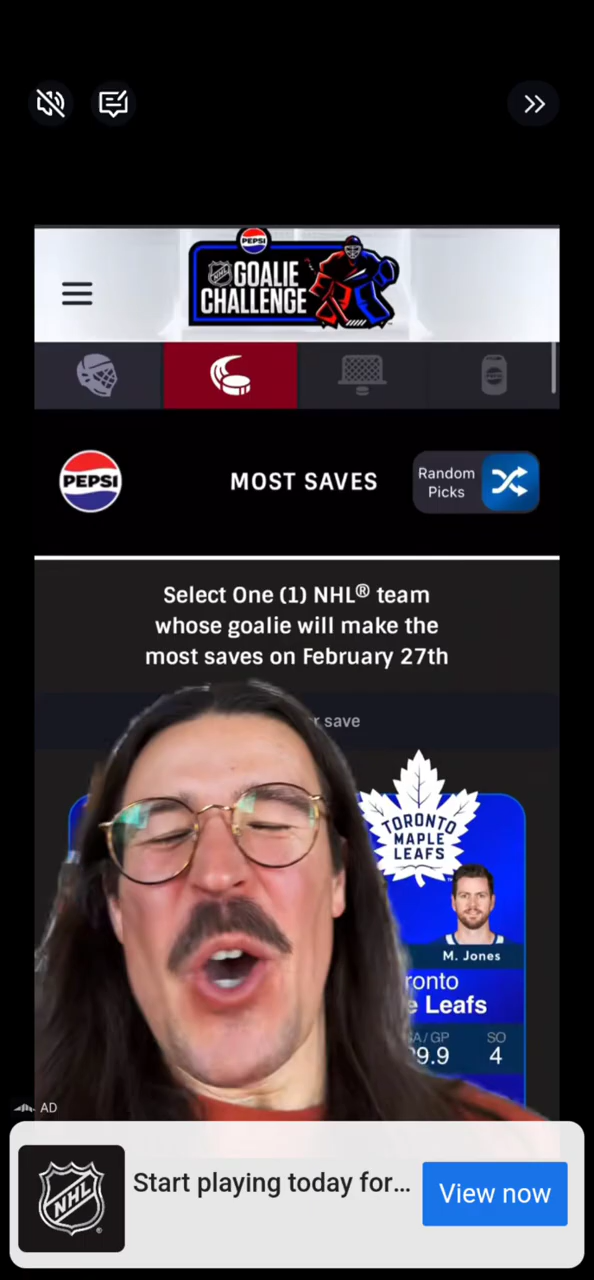 PEPSI
NHL
GOALIE
CHALLENGE
PEPSI
MOST SAVES
Random
Picks
Select One (1) NHL® team
whose goalie will make the
most saves on February 27th
save
TORONTO
MAPLE
LEAFS
M. Jones
Leafs
SO
4
AD
NHL
Start playing today for...
View now